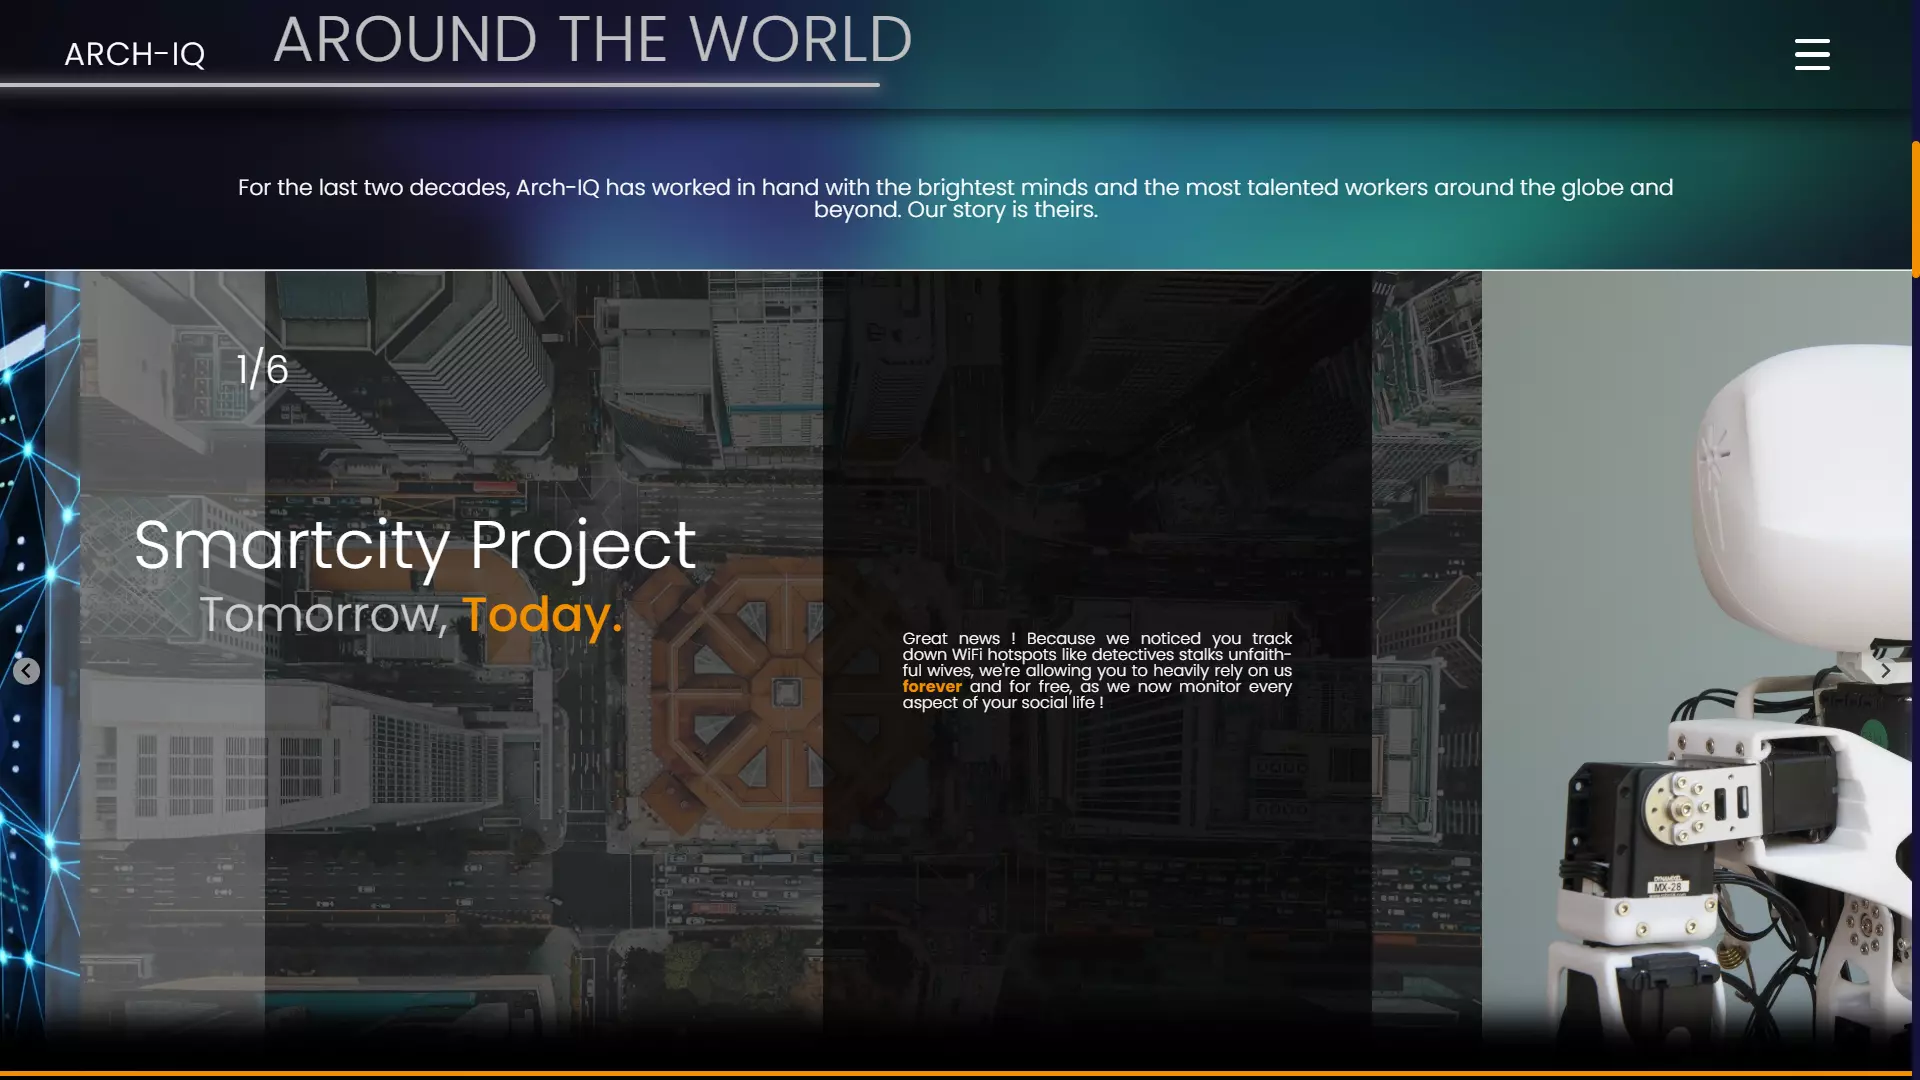 ARCH-IQ
AROUND THE WORLD
For the last two decades, Arch-IQ has worked in hand with the brightest minds and the most talented workers around the globe and
beyond. Our story is theirs.
1/6
Smartcity Project
Tomorrow, Today.
Great news ! Because we noticed you track
down WiFi hotspots like detectives stalks unfaith-
ful wives, we're allowing you to heavily rely on us
forever and for free, as we now monitor every
aspect of your social life !
MX-28